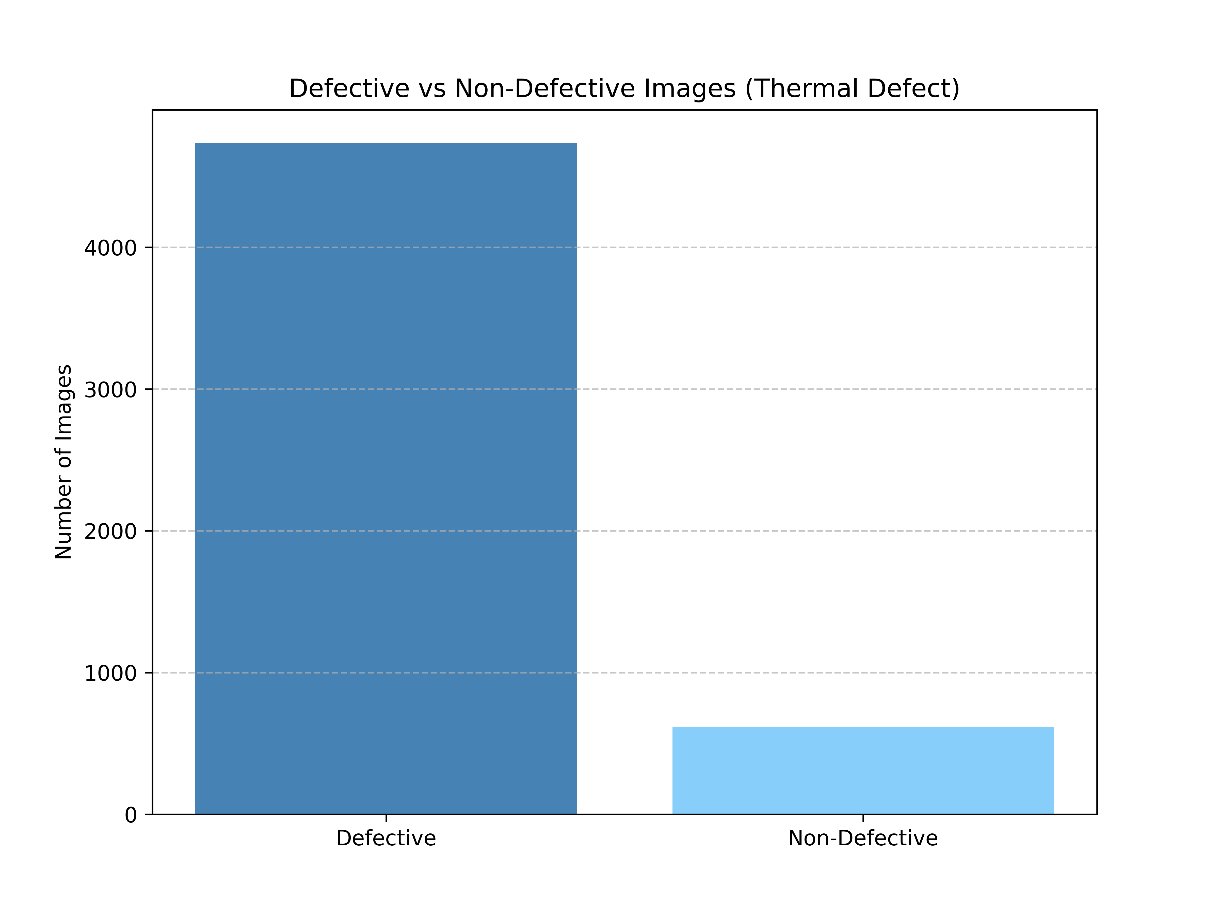 Defective vs Non-Defective Images (Thermal Defect)
Number of Images
4000
3000
2000
1000
0
Defective
Non-Defective